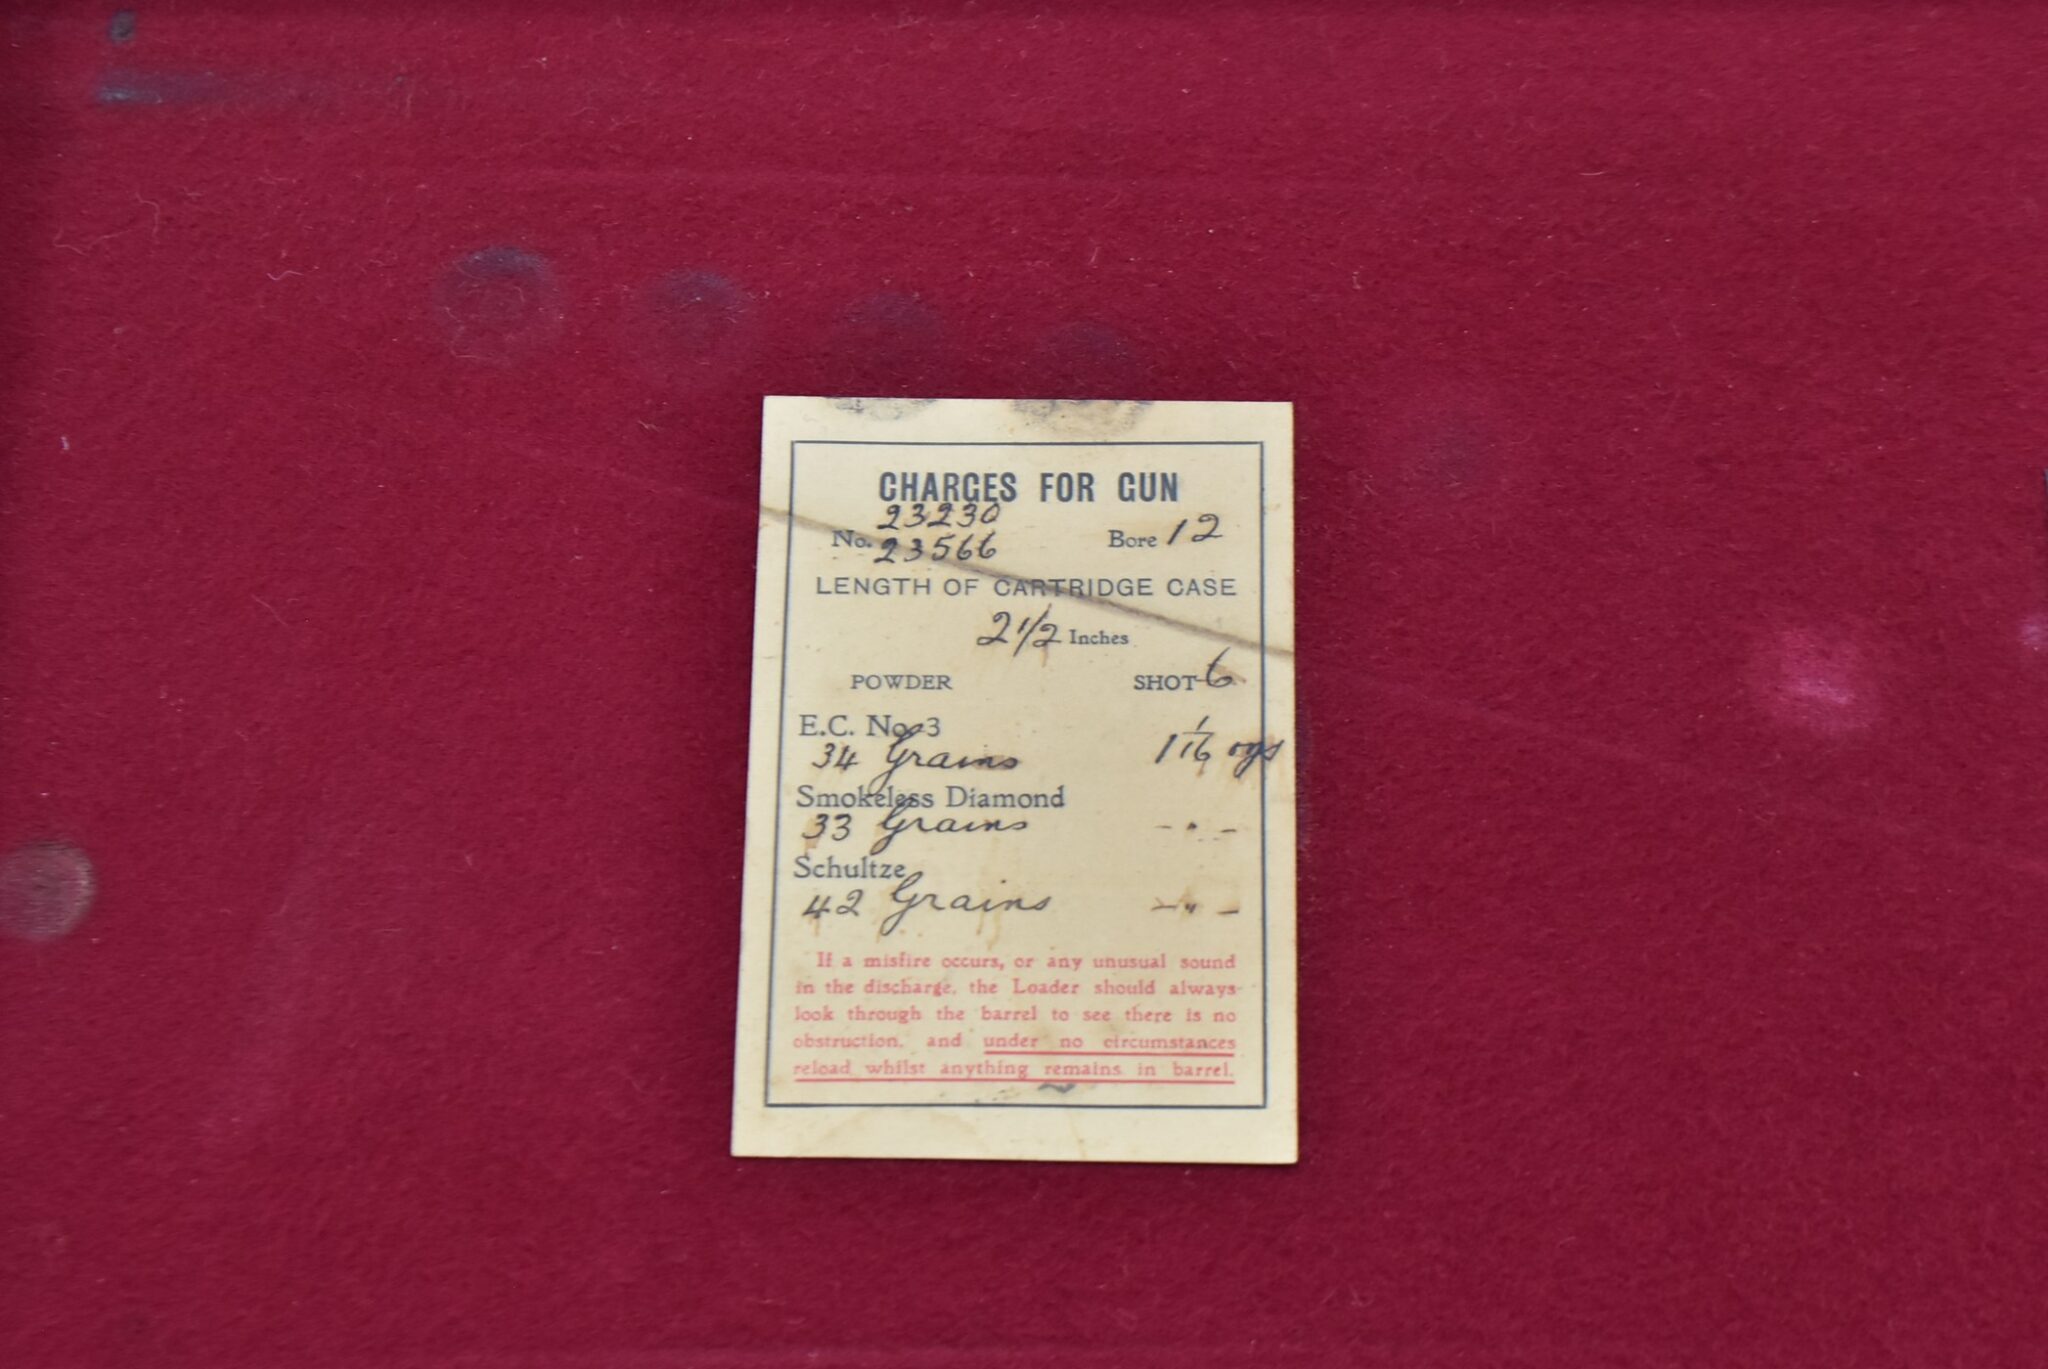 CHARGES FOR GUN
23230
No. 23566 Bore 12
LENGTH OF CARTRIDGE CASE
2 1/2 Inches
POWDER SHOT 6
E.C. No. 3
34 Grains 1 1/16 ozs
Smokeless Diamond
33 Grains - " -
Schultze
42 Grains - " -
If a misfire occurs, or any unusual sound
in the discharge, the Loader should always
look through the barrel to see there is no
obstruction, and under no circumstances
reload whilst anything remains in barrel.